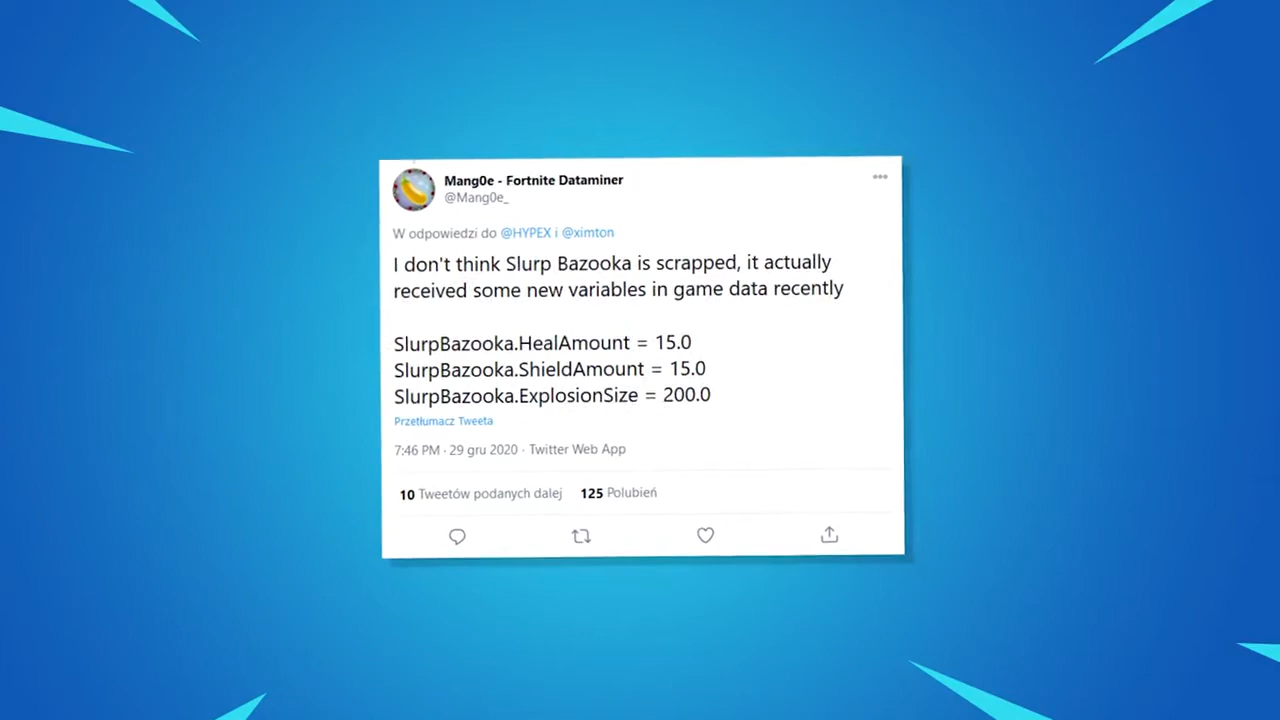 Mang0e - Fortnite Dataminer
@Mang0e_
W odpowiedzi do @HYPEX i @ximton
I don't think Slurp Bazooka is scrapped, it actually
received some new variables in game data recently
SlurpBazooka.HealAmount = 15.0
SlurpBazooka.ShieldAmount = 15.0
SlurpBazooka.ExplosionSize = 200.0
Przetłumacz Tweeta
7:46 PM · 29 gru 2020 · Twitter Web App
10 Tweetów podanych dalej 125 Polubień